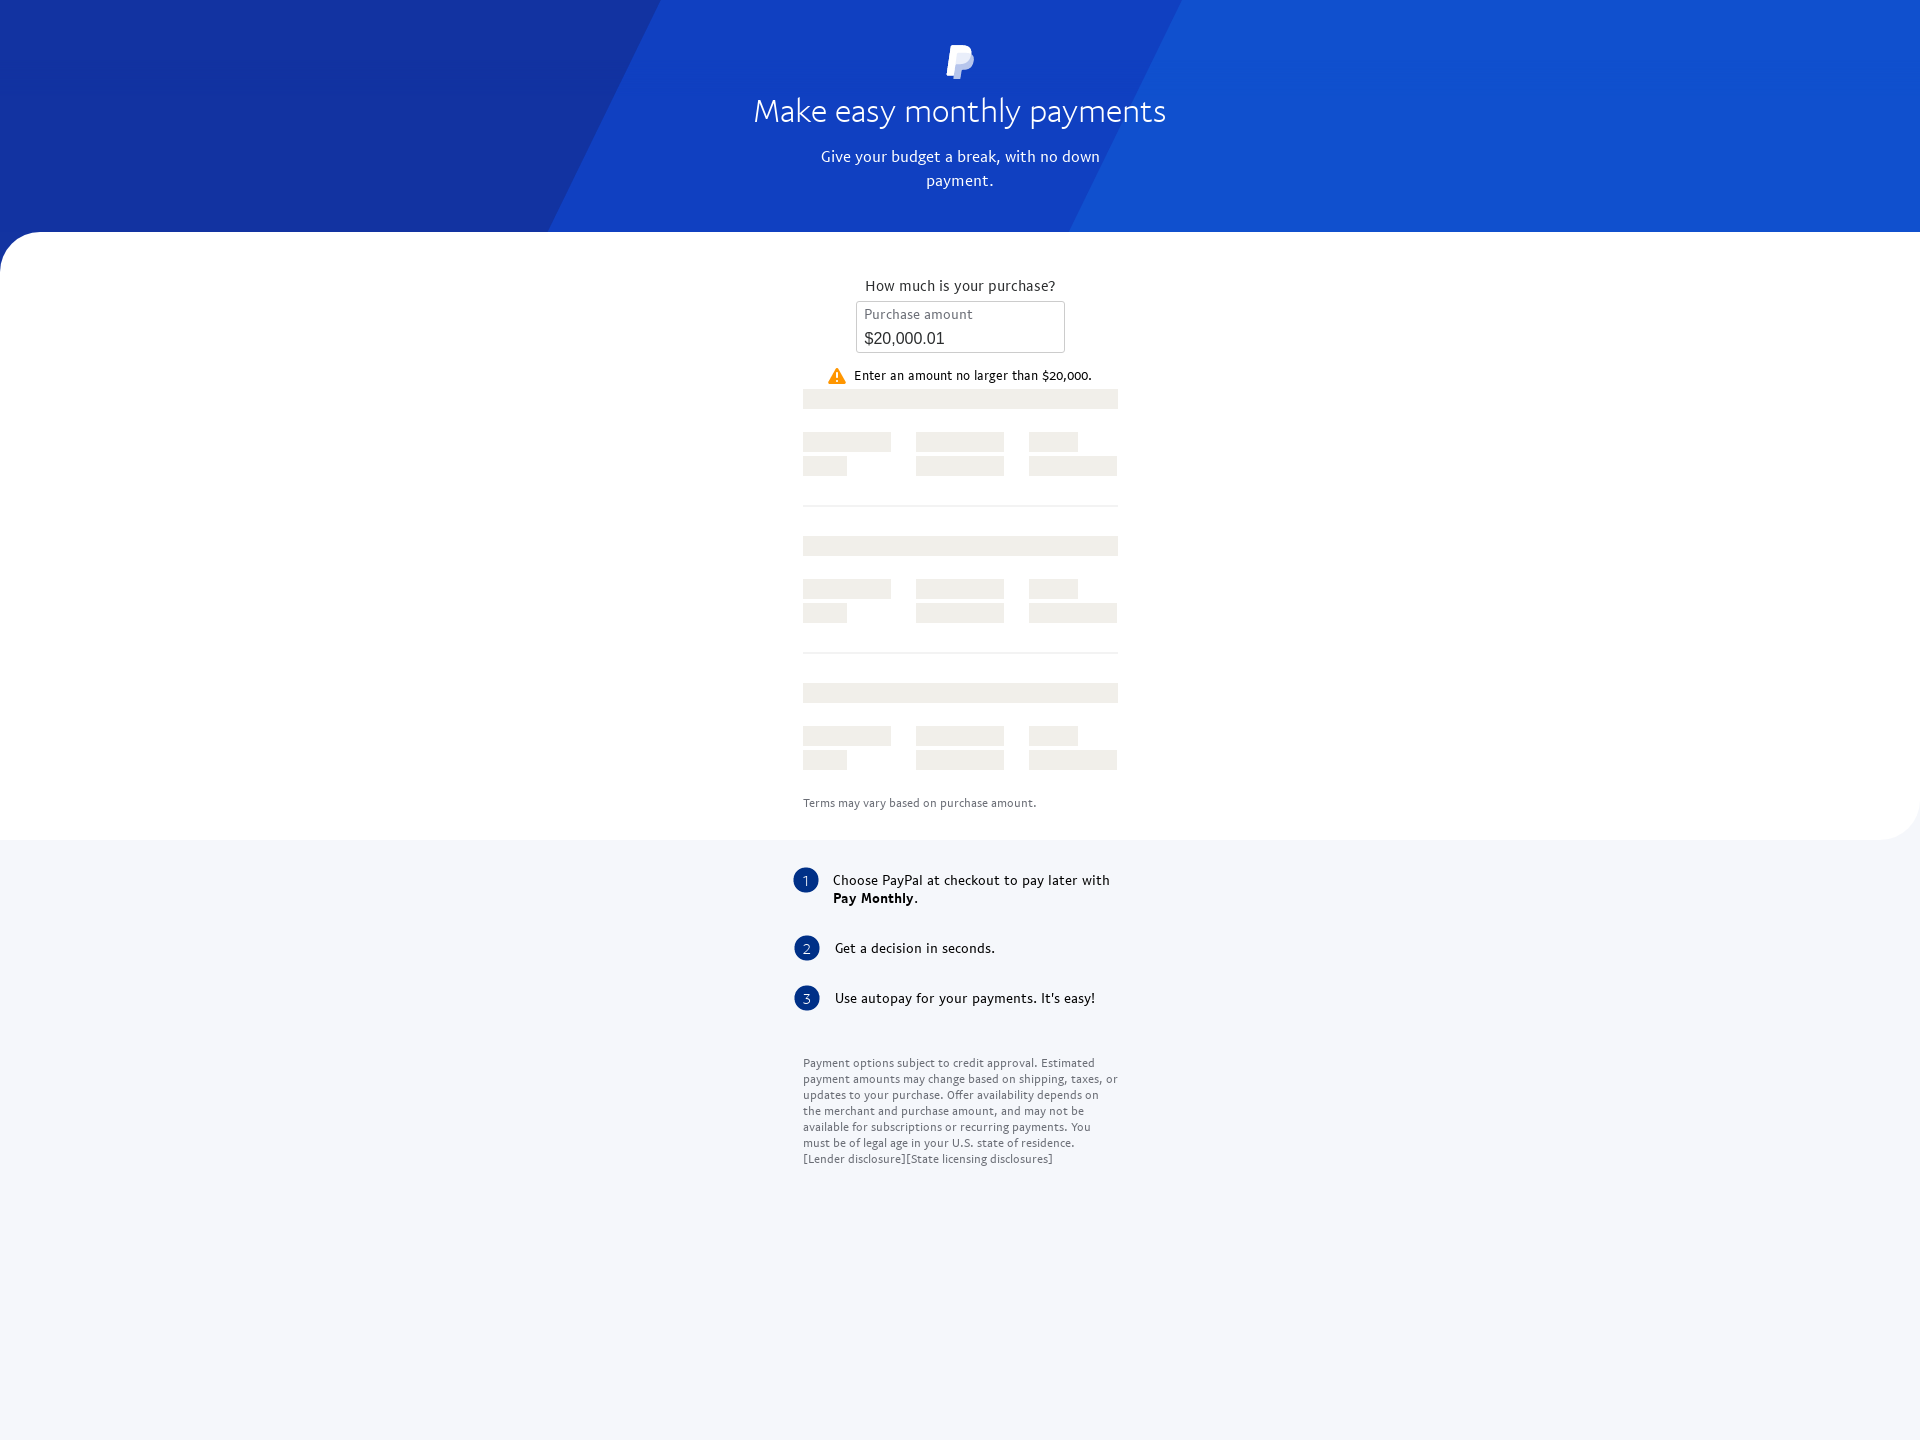 Make easy monthly payments
Give your budget a break, with no down
payment.
How much is your purchase?
Purchase amount
$20,000.01
Enter an amount no larger than $20,000.
Terms may vary based on purchase amount.
1
Choose PayPal at checkout to pay later with
Pay Monthly.
2
Get a decision in seconds.
3
Use autopay for your payments. It's easy!
Payment options subject to credit approval. Estimated
payment amounts may change based on shipping, taxes, or
updates to your purchase. Offer availability depends on
the merchant and purchase amount, and may not be
available for subscriptions or recurring payments. You
must be of legal age in your U.S. state of residence.
[Lender disclosure][State licensing disclosures]